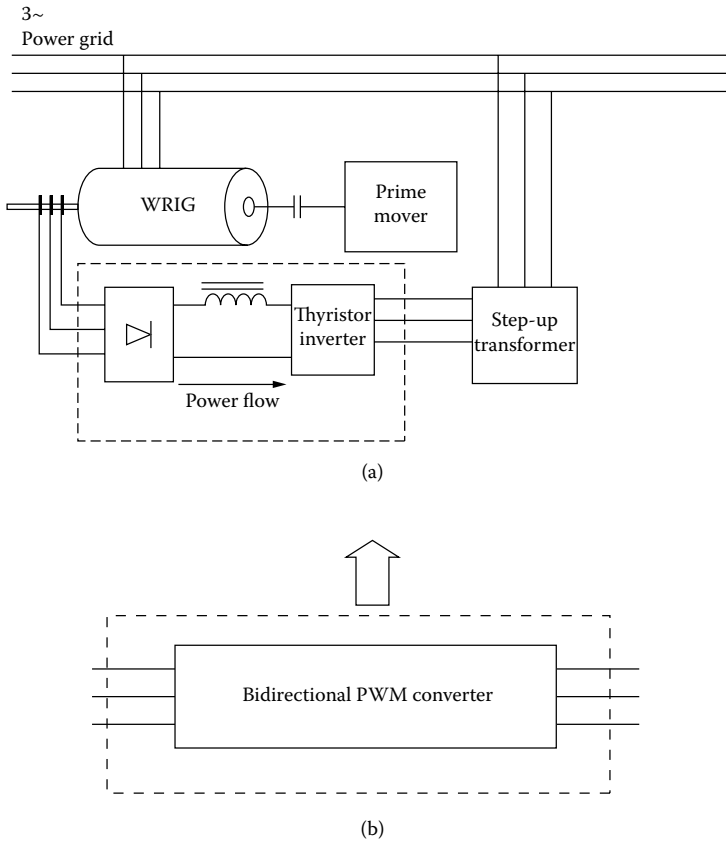 3~
Power grid
WRIG
Prime
mover
Thyristor
inverter
Step-up
transformer
Power flow
(a)
Bidirectional PWM converter
(b)